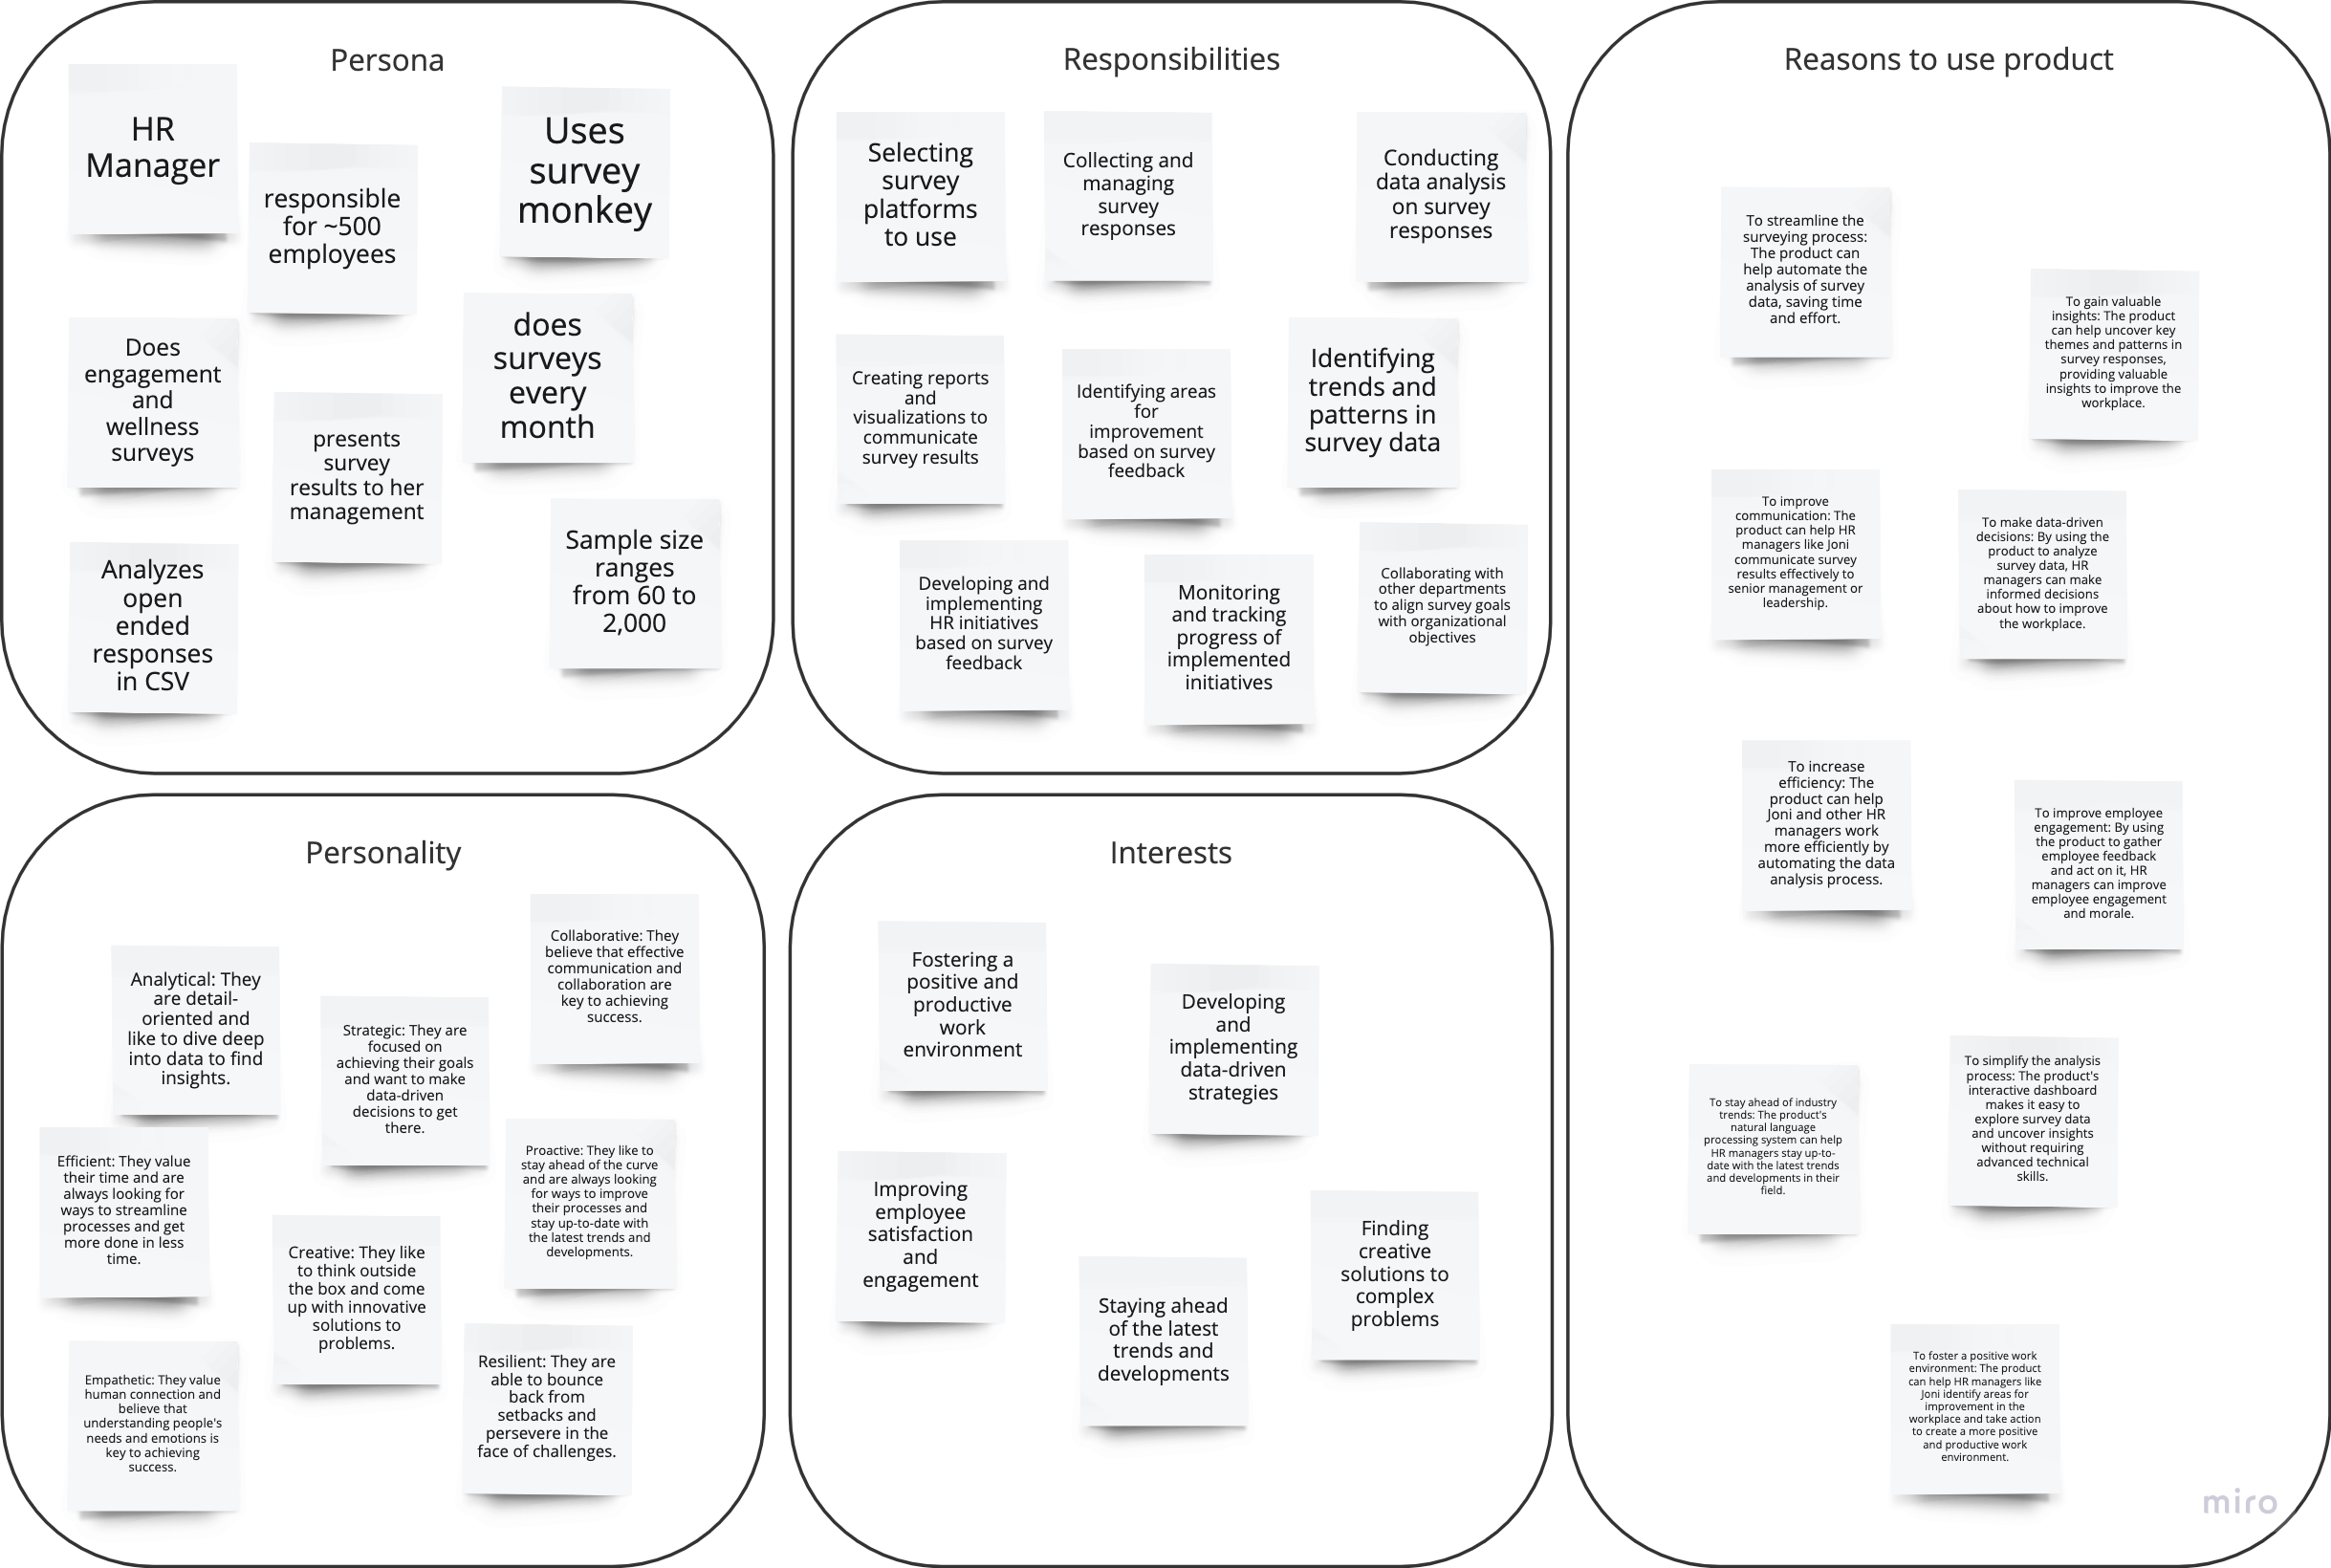 Persona
HR
Manager
responsible
for ~500
employees
Uses
survey
monkey
Does
engagement
and
wellness
surveys
presents
survey
results to her
management
does
surveys
every
month
Analyzes
open
ended
responses
in CSV
Sample size
ranges
from 60 to
2,000
Responsibilities
Selecting
survey
platforms
to use
Collecting and
managing
survey
responses
Conducting
data analysis
on survey
responses
Creating reports
and
visualizations to
communicate
survey results
Identifying areas
for
improvement
based on survey
feedback
Identifying
trends and
patterns in
survey data
Developing and
implementing
HR initiatives
based on survey
feedback
Monitoring
and tracking
progress of
implemented
initiatives
Collaborating with
other departments
to align survey goals
with organizational
objectives
Reasons to use product
To streamline the
surveying process:
The product can
help automate the
analysis of survey
data, saving time
and effort.
To gain valuable
insights: The product
can help uncover key
themes and patterns in
survey responses,
providing valuable
insights to improve the
workplace.
To improve
communication: The
product can help HR
managers like Joni
communicate survey
results effectively to
senior management or
leadership.
To make data-driven
decisions: By using the
product to analyze
survey data, HR
managers can make
informed decisions
about how to improve
the workplace.
To increase
efficiency: The
product can help
Joni and other HR
managers work
more efficiently by
automating the data
analysis process.
To improve employee
engagement: By using
the product to gather
employee feedback
and act on it, HR
managers can improve
employee engagement
and morale.
To stay ahead of industry
trends: The product's
natural language
processing system can help
HR managers stay up-to-
date with the latest trends
and developments in their
field.
To simplify the analysis
process: The product's
interactive dashboard
makes it easy to
explore survey data
and uncover insights
without requiring
advanced technical
skills.
To foster a positive work
environment: The product
can help HR managers like
Joni identify areas for
improvement in the
workplace and take action
to create a more positive
and productive work
environment.
Personality
Analytical: They
are detail-
oriented and
like to dive deep
into data to find
insights.
Strategic: They are
focused on
achieving their goals
and want to make
data-driven
decisions to get
there.
Collaborative: They
believe that effective
communication and
collaboration are
key to achieving
success.
Efficient: They value
their time and are
always looking for
ways to streamline
processes and get
more done in less
time.
Creative: They like
to think outside
the box and come
up with innovative
solutions to
problems.
Proactive: They like to
stay ahead of the curve
and are always looking
for ways to improve
their processes and
stay up-to-date with
the latest trends and
developments.
Empathetic: They value
human connection and
believe that
understanding people's
needs and emotions is
key to achieving
success.
Resilient: They are
able to bounce
back from
setbacks and
persevere in the
face of challenges.
Interests
Fostering a
positive and
productive
work
environment
Developing
and
implementing
data-driven
strategies
Improving
employee
satisfaction
and
engagement
Staying ahead
of the latest
trends and
developments
Finding
creative
solutions to
complex
problems
miro